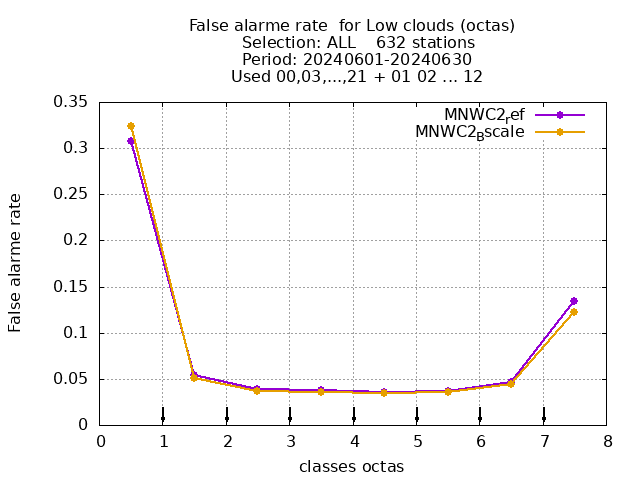 False alarme rate  for Low clouds (octas)
Selection: ALL    632 stations
Period: 20240601-20240630
Used 00,03,...,21 + 01 02 ... 12
MNWC2ref
MNWC2Bscale
0.35
0.3
0.25
0.2
0.15
0.1
0.05
0
False alarme rate
0 1 2 3 4 5 6 7 8
classes octas